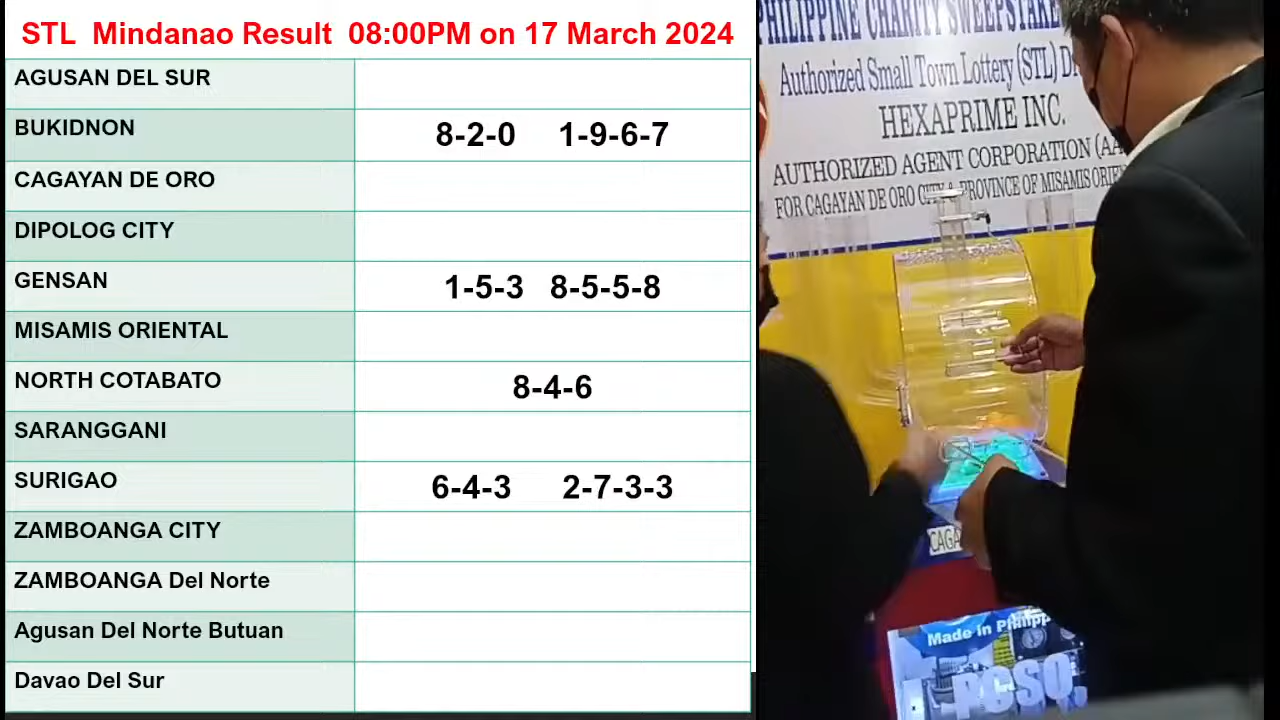 STL Mindanao Result 08:00PM on 17 March 2024
AGUSAN DEL SUR
BUKIDNON 8-2-0 1-9-6-7
CAGAYAN DE ORO
DIPOLOG CITY
GENSAN 1-5-3 8-5-5-8
MISAMIS ORIENTAL
NORTH COTABATO 8-4-6
SARANGGANI
SURIGAO 6-4-3 2-7-3-3
ZAMBOANGA CITY
ZAMBOANGA Del Norte
Agusan Del Norte Butuan
Davao Del Sur
PHILIPPINE CHARITY SWEEPSTAKE
Authorized Small Town Lottery (STL)
HEXAPRIME INC.
AUTHORIZED AGENT CORPORATION (AA
FOR CAGAYAN DE ORO CITY & PROVINCE OF MISAMIS ORIE
CAGA
Made in Philipp
PCSO,